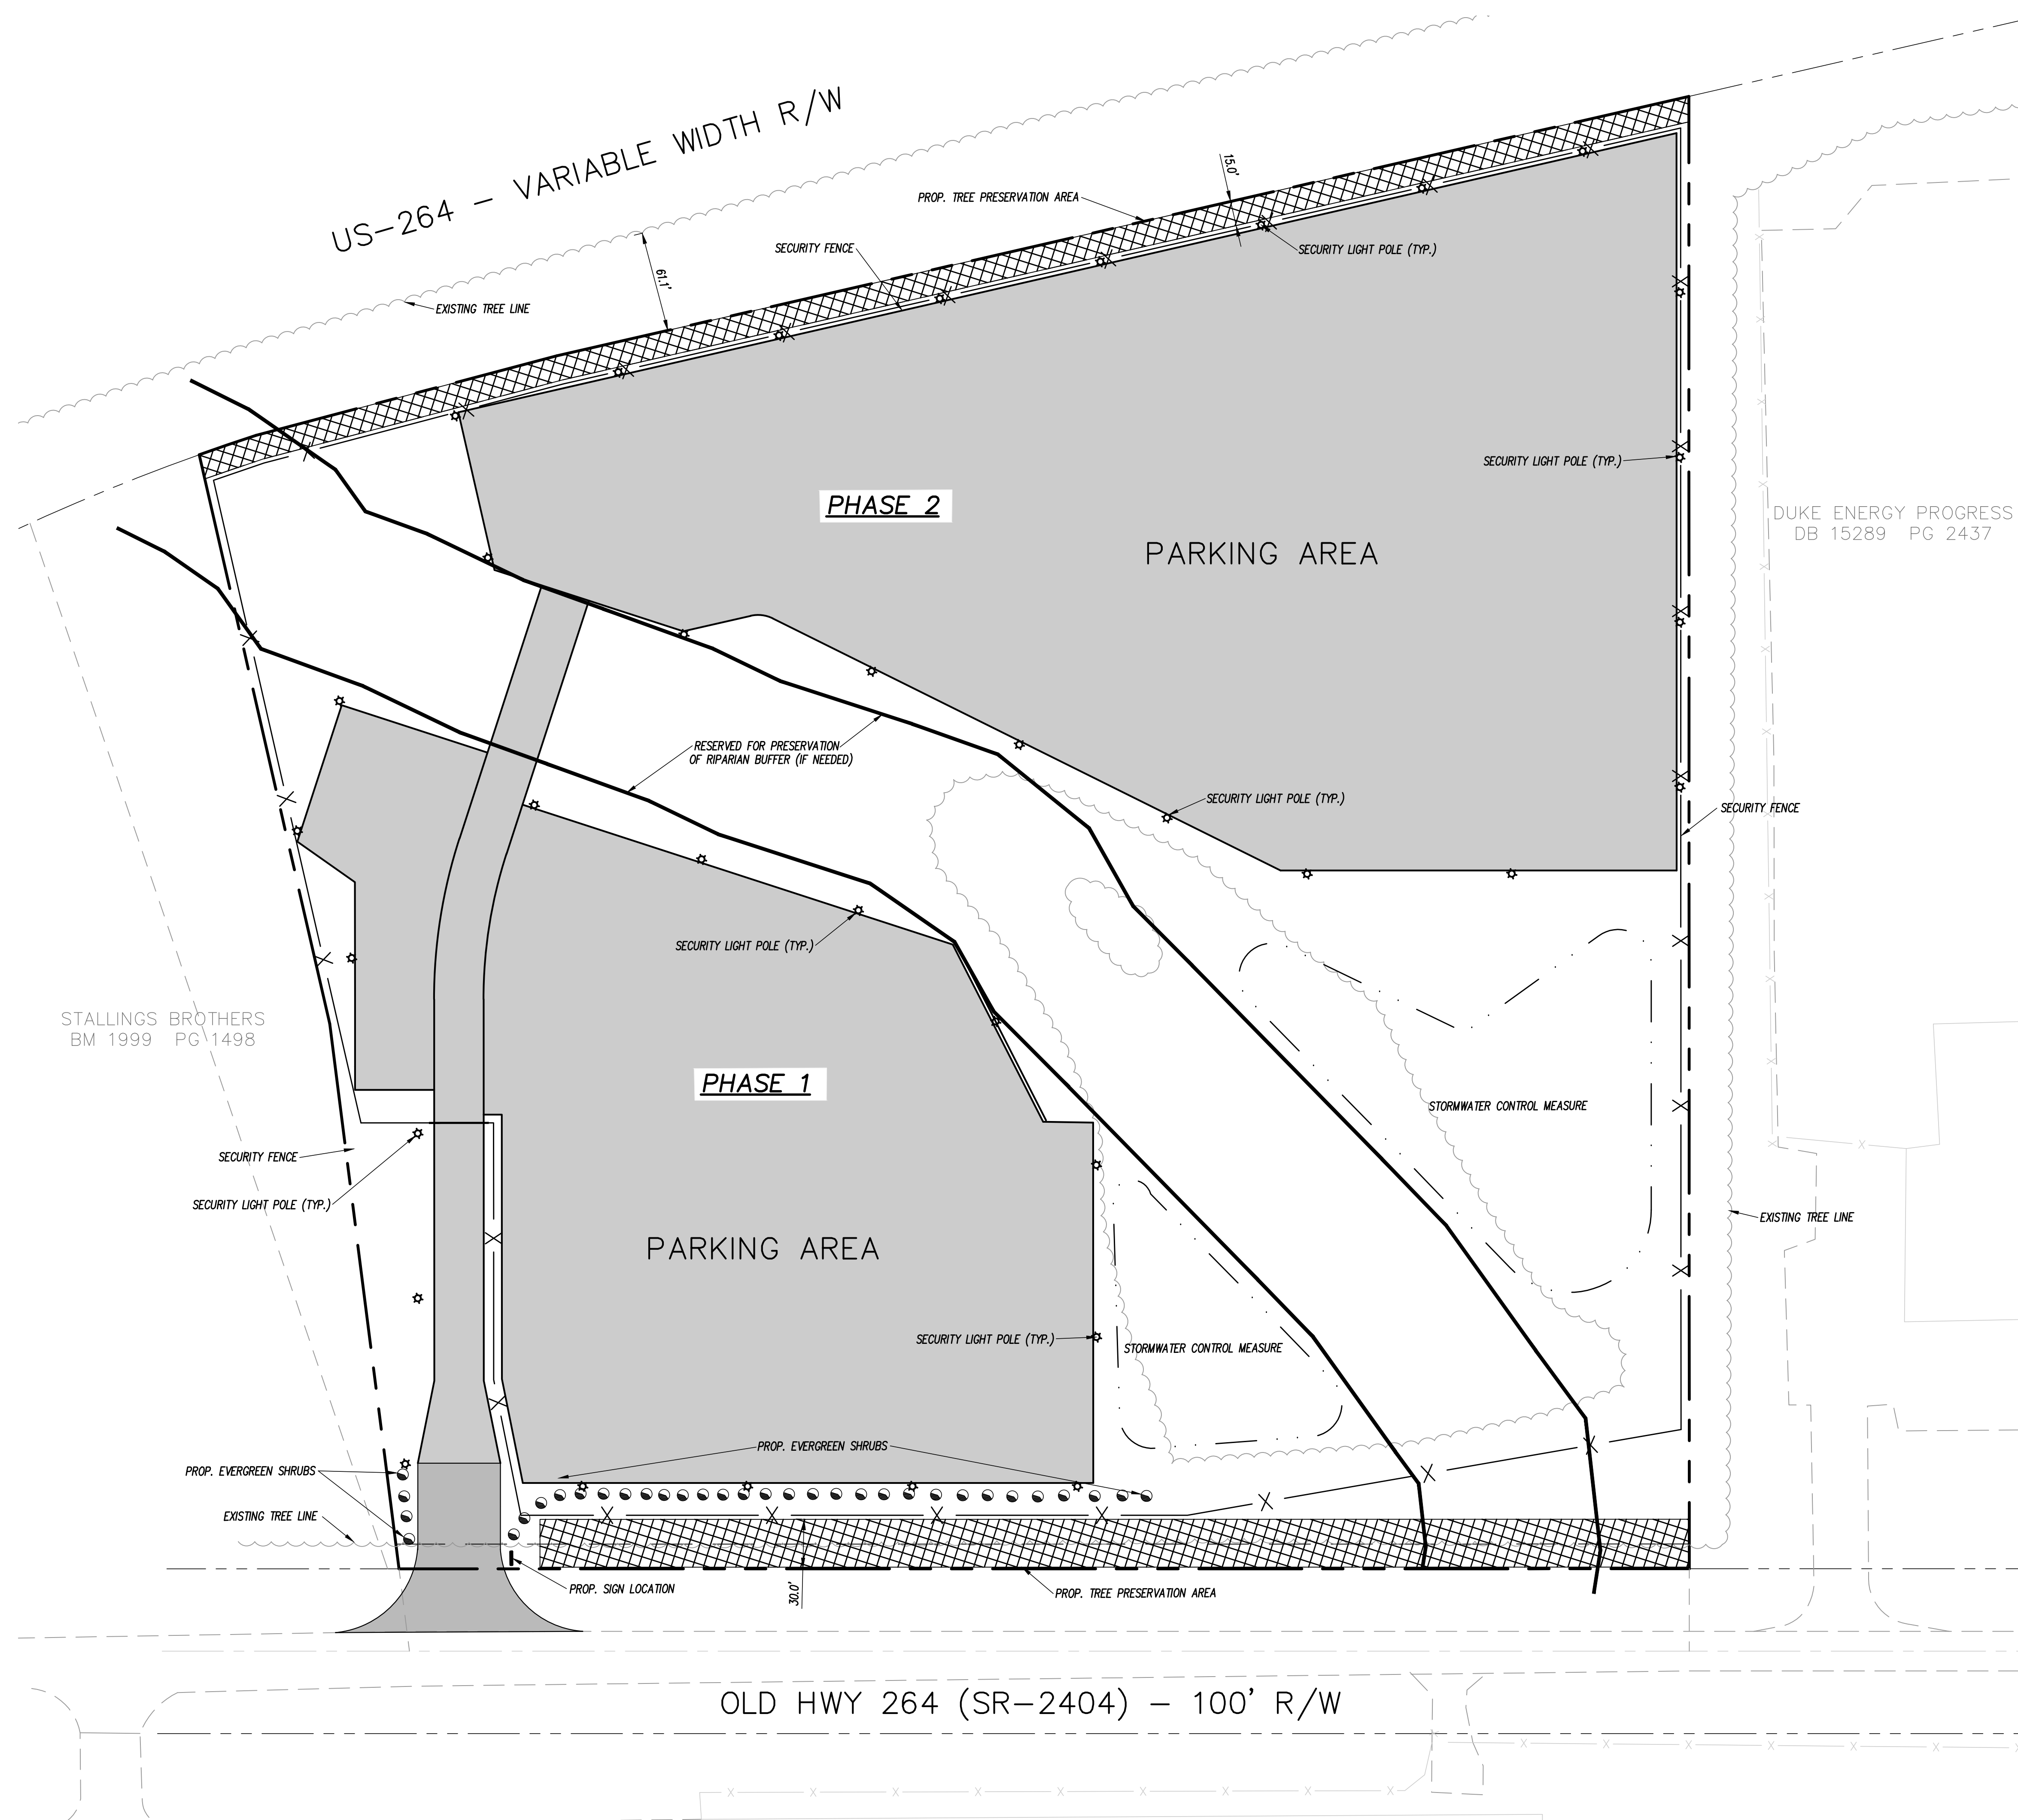 US-264 - VARIABLE WIDTH R/W
15.0'
PROP. TREE PRESERVATION AREA
SECURITY FENCE
SECURITY LIGHT POLE (TYP.)
61.1'
EXISTING TREE LINE
SECURITY LIGHT POLE (TYP.)
PHASE 2
PARKING AREA
DUKE ENERGY PROGRESS
DB 15289 PG 2437
RESERVED FOR PRESERVATION
OF RIPARIAN BUFFER (IF NEEDED)
SECURITY LIGHT POLE (TYP.)
SECURITY FENCE
SECURITY LIGHT POLE (TYP.)
STALLINGS BROTHERS
BM 1999 PG 1498
PHASE 1
STORMWATER CONTROL MEASURE
SECURITY FENCE
SECURITY LIGHT POLE (TYP.)
EXISTING TREE LINE
PARKING AREA
SECURITY LIGHT POLE (TYP.)
STORMWATER CONTROL MEASURE
PROP. EVERGREEN SHRUBS
PROP. EVERGREEN SHRUBS
EXISTING TREE LINE
PROP. SIGN LOCATION
30.0'
PROP. TREE PRESERVATION AREA
OLD HWY 264 (SR-2404) - 100' R/W